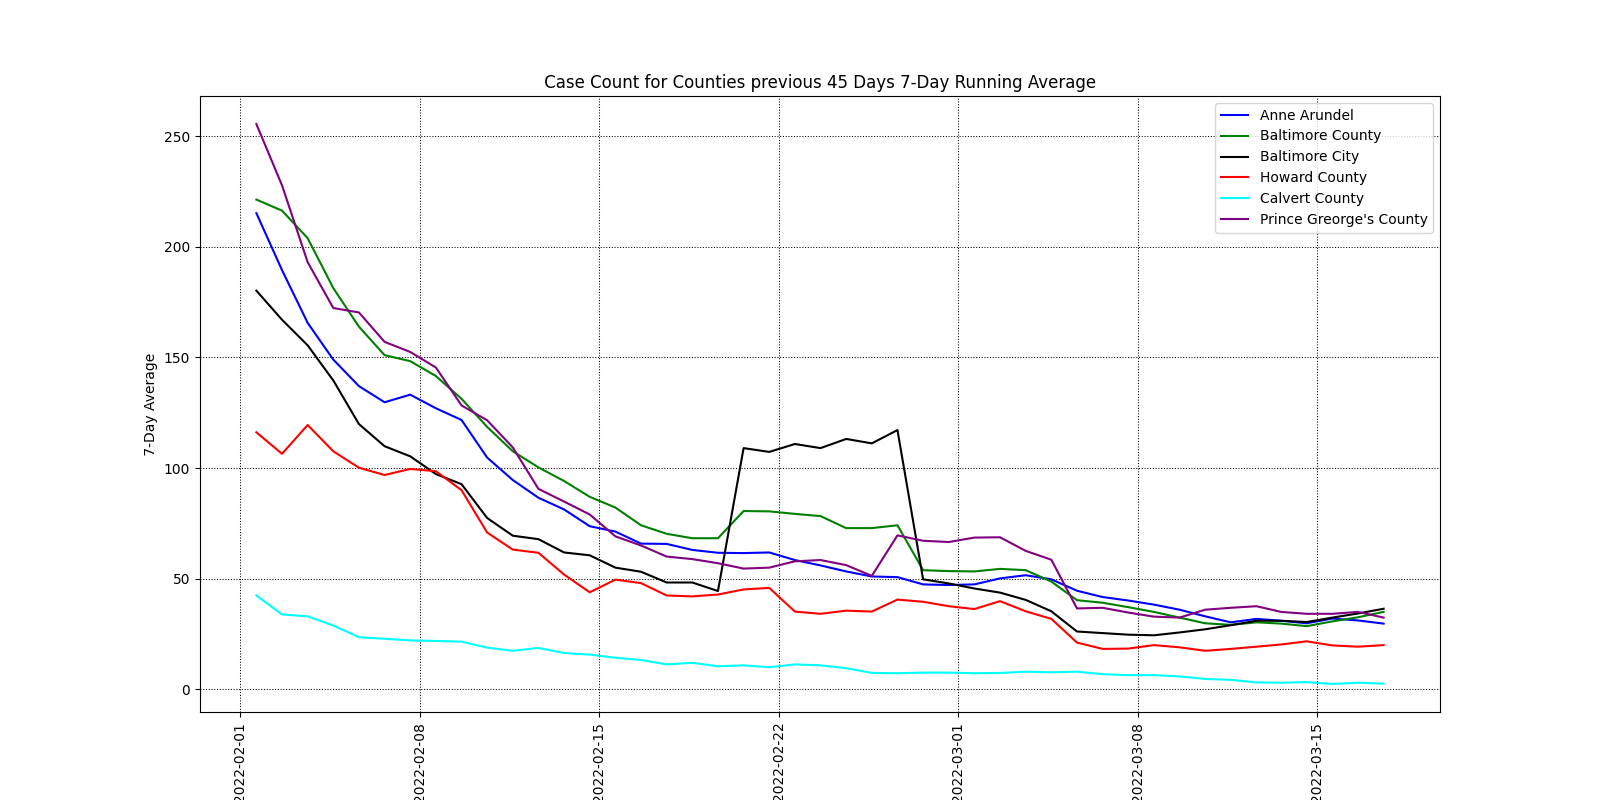 Case Count for Counties previous 45 Days 7-Day Running Average
7-Day Average
250
200
150
100
50
0
Anne Arundel
Baltimore County
Baltimore City
Howard County
Calvert County
Prince Greorge's County
2022-02-01
2022-02-08
2022-02-15
2022-02-22
2022-03-01
2022-03-08
2022-03-15